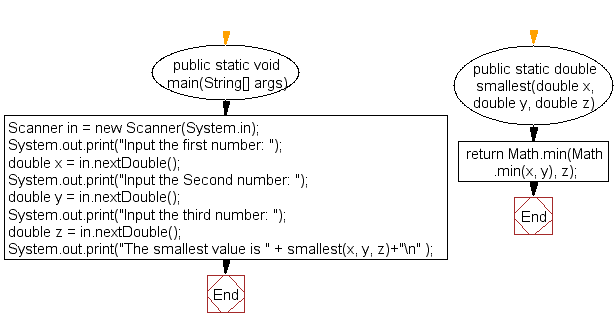 public static void
main(String[] args)
Scanner in = new Scanner(System.in);
System.out.print("Input the first number: ");
double x = in.nextDouble();
System.out.print("Input the Second number: ");
double y = in.nextDouble();
System.out.print("Input the third number: ");
double z = in.nextDouble();
System.out.print("The smallest value is " + smallest(x, y, z)+"\n" );
End
public static double
smallest(double x,
double y, double z)
return Math.min(Math
.min(x, y), z);
End